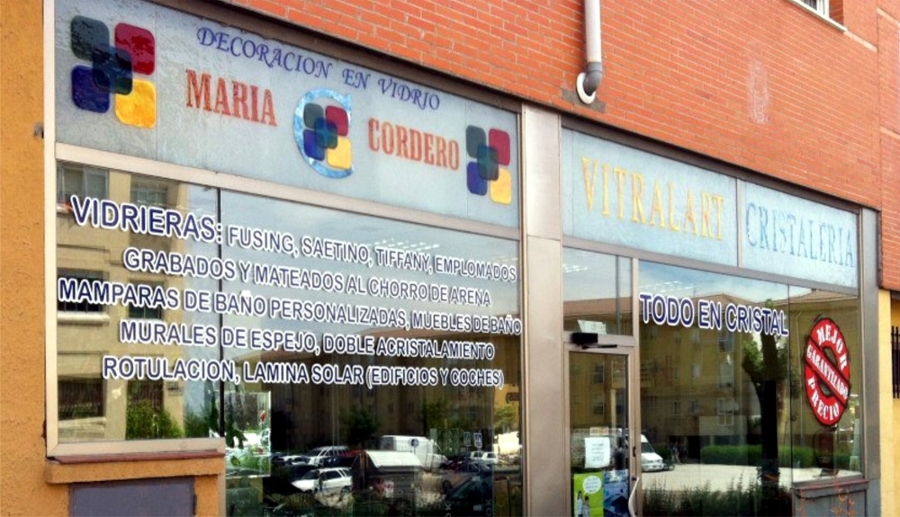 DECORACION EN VIDRIO
MARIA CORDERO
VIDRIERAS: FUSING, SAETINO, TIFFANY, EMPLOMADOS
GRABADOS Y MATEADOS AL CHORRO DE ARENA
MAMPARAS DE BAÑO PERSONALIZADAS, MUEBLES DE BAÑO
MURALES DE ESPEJO, DOBLE ACRISTALAMIENTO
ROTULACION, LAMINA SOLAR (EDIFICIOS Y COCHES)
VITRALART CRISTALERIA
TODO EN CRISTAL
MEJOR
GARANTIZADO
PRECIO